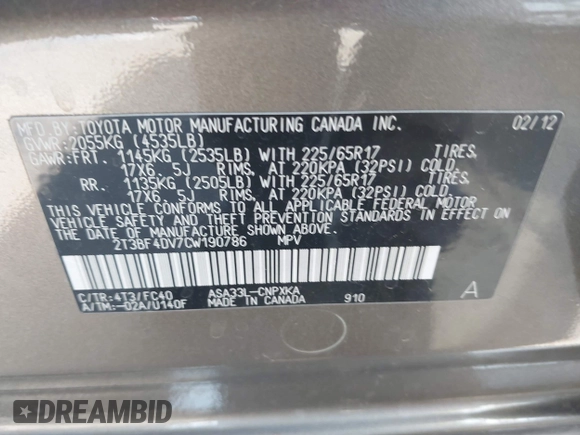 MFD.BY:TOYOTA MOTOR MANUFACTURING CANADA INC. 02/12
GVWR:2055KG (4535LB)
GAWR:FRT. 1145KG (2535LB) WITH 225/65R17 TIRES.
17X6. 5J RIMS. AT 220KPA (32PSI) COLD
RR. 1135KG (2505LB) WITH 225/65R17 TIRES.
17X6. 5J RIMS. AT 220KPA (32PSI) COLD
THIS VEHICLE CONFORMS TO ALL APPLICABLE FEDERAL MOTOR
VEHICLE SAFETY AND THEFT PREVENTION STANDARDS IN EFFECT
ON THE DATE OF MANUFACTURE SHOWN ABOVE.
2T3BF4DV7CW190786 MPV
C/TR:4T3/FC40 ASA33L-CNPXKA
A/TM:-02A/U140F MADE IN CANADA 910 A
DREAMBID